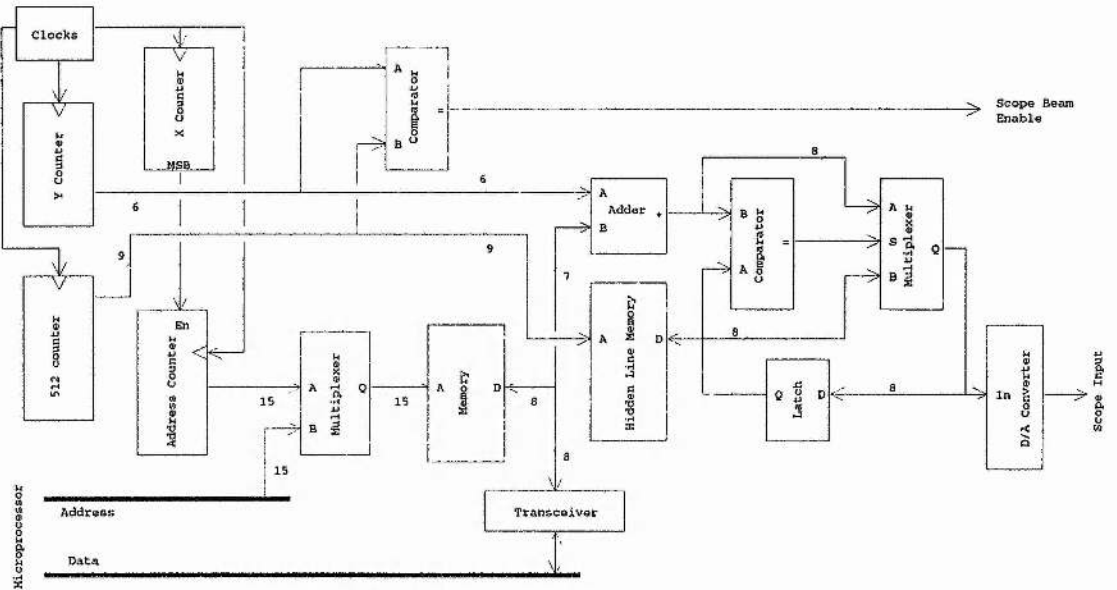 Clocks
X Counter
MSB
Y Counter
6
9
512 counter
A
B
Comparator
=
Scope Beam
Enable
6
9
A
B
Adder
+
7
8
B
A
Comparator
=
A
S
B
Multiplexer
Q
En
Address Counter
15
A
B
Multiplexer
Q
15
A
Memory
D
8
A
Hidden Line Memory
D
8
Q
Latch
D
8
In
D/A Converter
Scope Input
15
8
Microprocessor
Address
Transceiver
Data